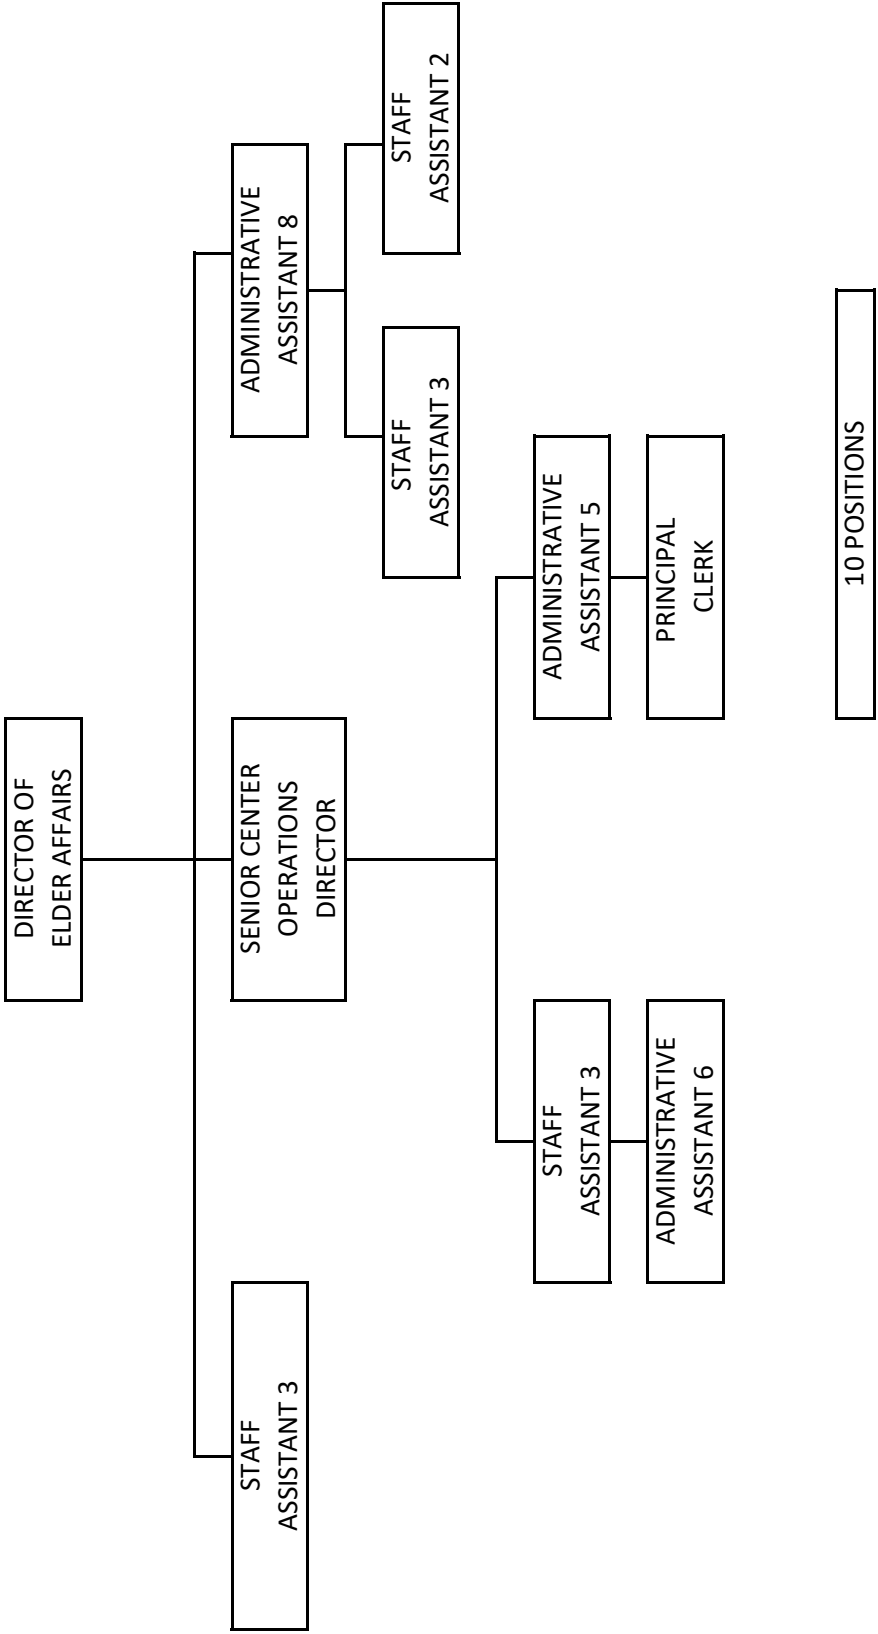 DIRECTOR OF
ELDER AFFAIRS
STAFF
ASSISTANT 3
SENIOR CENTER
OPERATIONS
DIRECTOR
ADMINISTRATIVE
ASSISTANT 8
STAFF
ASSISTANT 3
STAFF
ASSISTANT 2
STAFF
ASSISTANT 3
ADMINISTRATIVE
ASSISTANT 5
ADMINISTRATIVE
ASSISTANT 6
PRINCIPAL
CLERK
10 POSITIONS